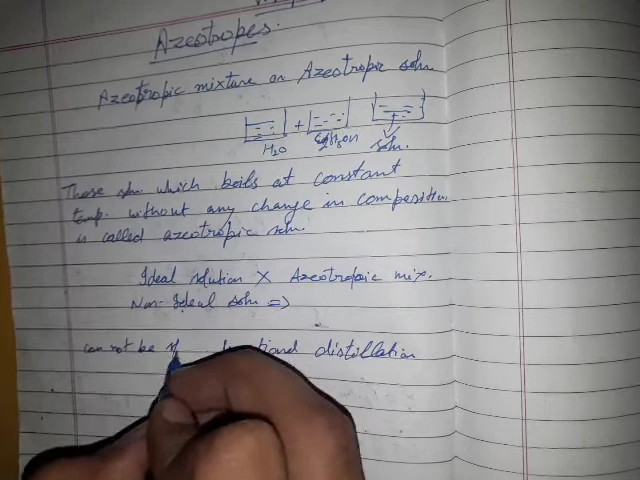 Azeotropes.
Azeotropic mixture or Azeotropic soln
+
H2O C2H5OH soln.
Those soln which boils at constant
temp. without any change in composition
is called azeotropic soln.
Ideal solution X Azeotropic mix.
Non-Ideal soln =>
can not be distillation